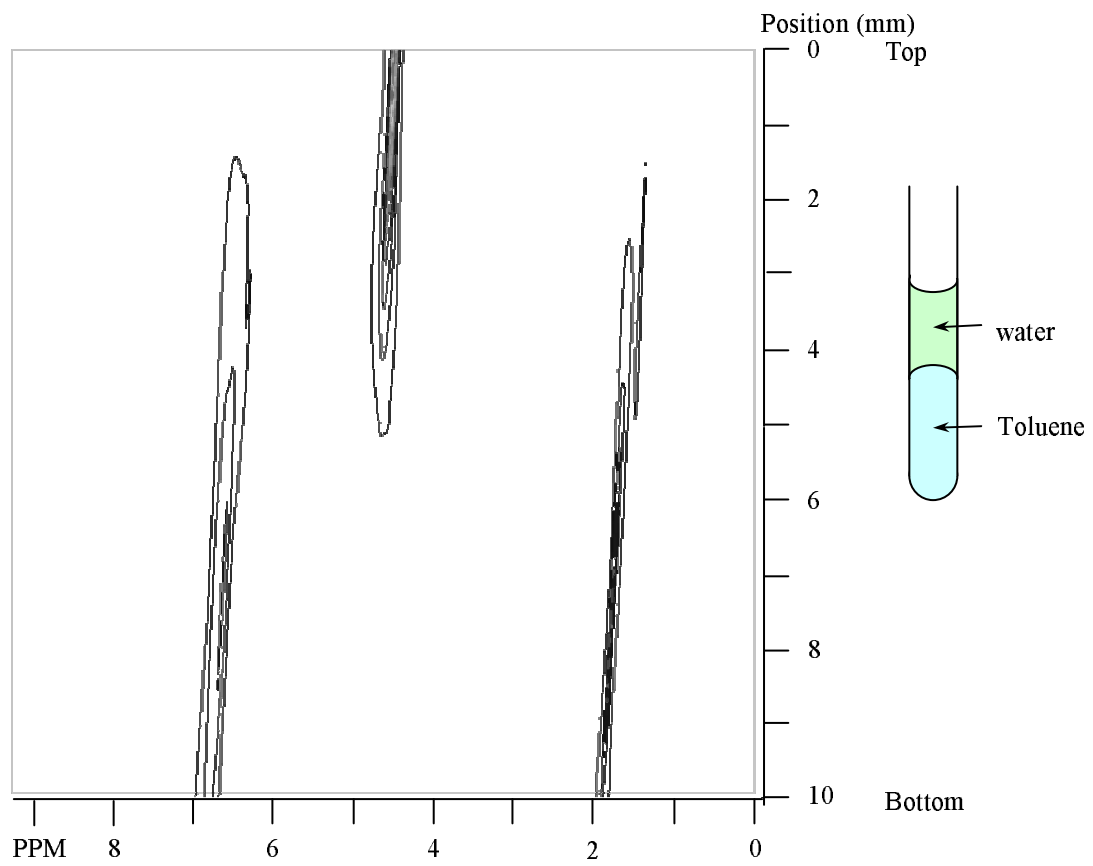 Position (mm)
0
Top
2
water
4
Toluene
6
8
10
Bottom
PPM 8 6 4 2 0